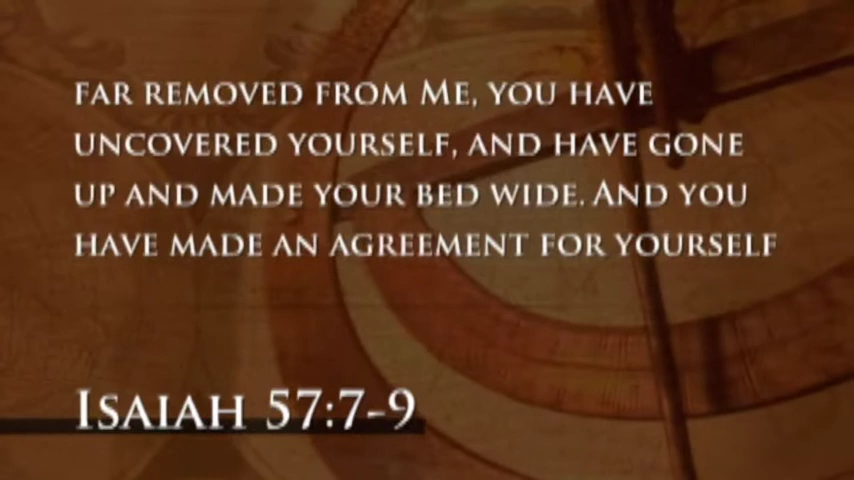 FAR REMOVED FROM ME, YOU HAVE
UNCOVERED YOURSELF, AND HAVE GONE
UP AND MADE YOUR BED WIDE. AND YOU
HAVE MADE AN AGREEMENT FOR YOURSELF
ISAIAH 57:7-9